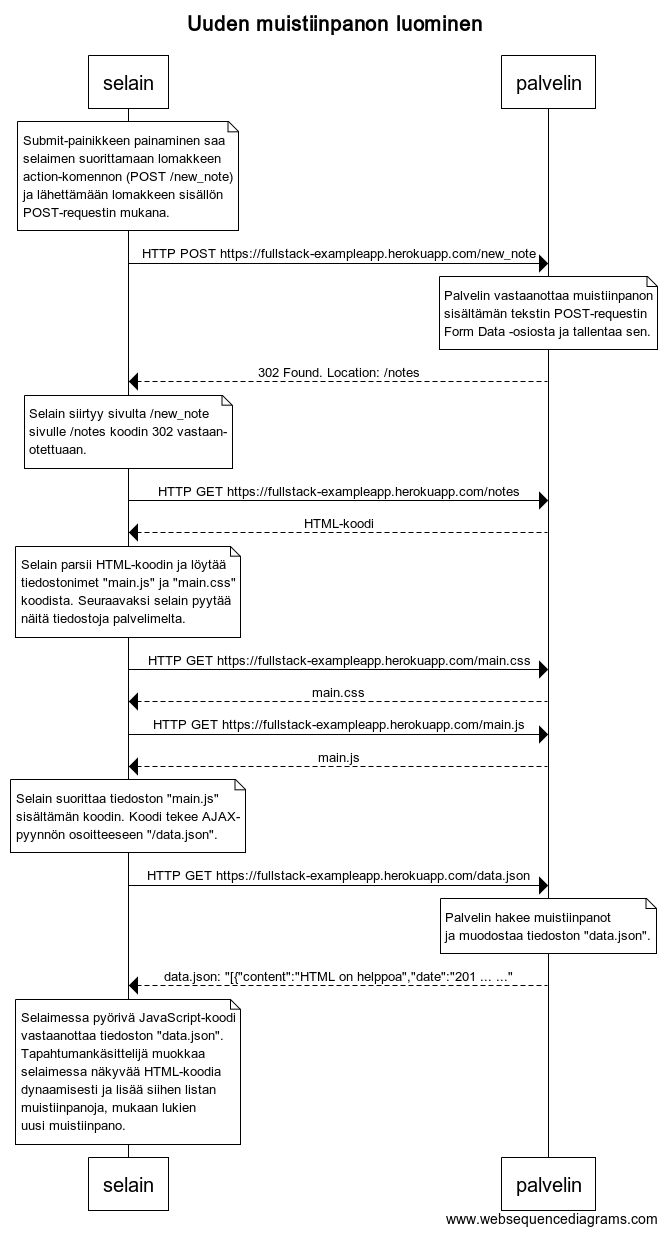 Uuden muistiinpanon luominen
selain
palvelin
Submit-painikkeen painaminen saa
selaimen suorittamaan lomakkeen
action-komennon (POST /new_note)
ja lähettämään lomakkeen sisällön
POST-requestin mukana.
HTTP POST https://fullstack-exampleapp.herokuapp.com/new_note
Palvelin vastaanottaa muistiinpanon
sisältämän tekstin POST-requestin
Form Data -osiosta ja tallentaa sen.
302 Found. Location: /notes
Selain siirtyy sivulta /new_note
sivulle /notes koodin 302 vastaan-
otettuaan.
HTTP GET https://fullstack-exampleapp.herokuapp.com/notes
HTML-koodi
Selain parsii HTML-koodin ja löytää
tiedostonimet "main.js" ja "main.css"
koodista. Seuraavaksi selain pyytää
näitä tiedostoja palvelimelta.
HTTP GET https://fullstack-exampleapp.herokuapp.com/main.css
main.css
HTTP GET https://fullstack-exampleapp.herokuapp.com/main.js
main.js
Selain suorittaa tiedoston "main.js"
sisältämän koodin. Koodi tekee AJAX-
pyynnön osoitteeseen "/data.json".
HTTP GET https://fullstack-exampleapp.herokuapp.com/data.json
Palvelin hakee muistiinpanot
ja muodostaa tiedoston "data.json".
data.json: "[{"content":"HTML on helppoa","date":"201 ... ..."
Selaimessa pyörivä JavaScript-koodi
vastaanottaa tiedoston "data.json".
Tapahtumankäsittelijä muokkaa
selaimessa näkyvää HTML-koodia
dynaamisesti ja lisää siihen listan
muistiinpanoja, mukaan lukien
uusi muistiinpano.
selain
palvelin
www.websequencediagrams.com